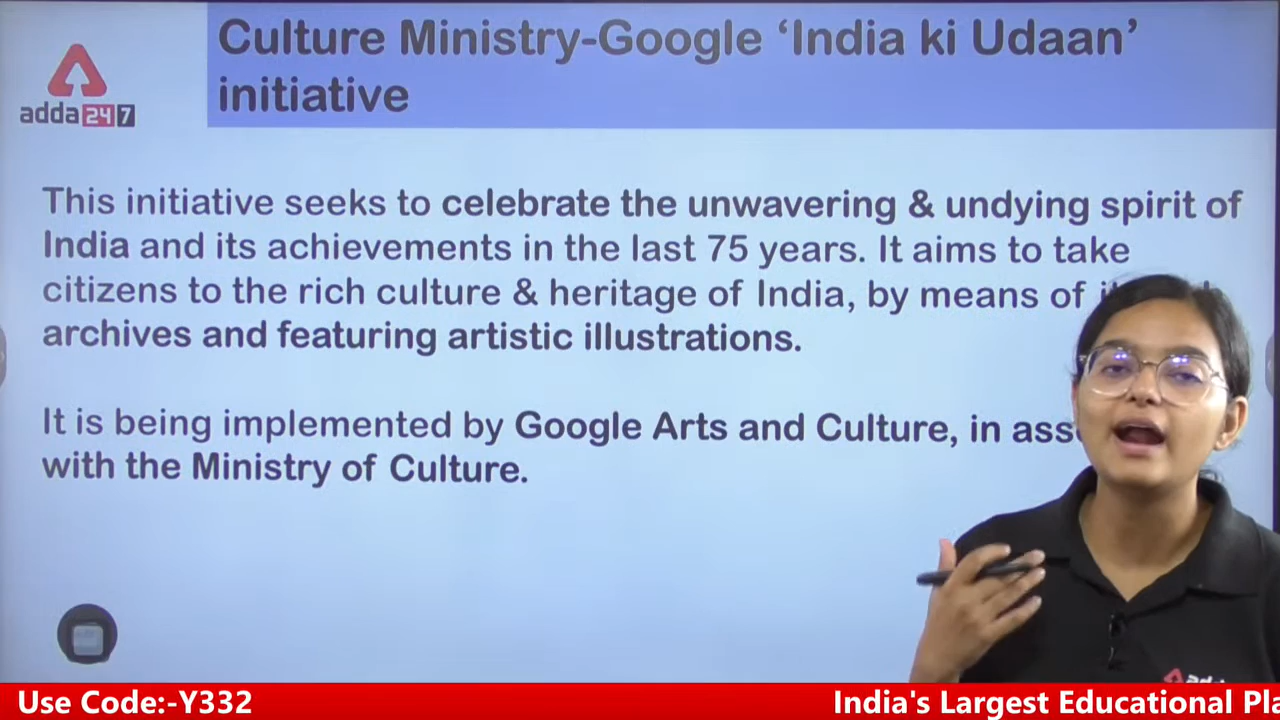 Culture Ministry-Google ‘India ki Udaan’
initiative
adda247
This initiative seeks to celebrate the unwavering & undying spirit of
India and its achievements in the last 75 years. It aims to take
citizens to the rich culture & heritage of India, by means of
archives and featuring artistic illustrations.
It is being implemented by Google Arts and Culture, in
with the Ministry of Culture.
Use Code:-Y332
India's Largest Educational